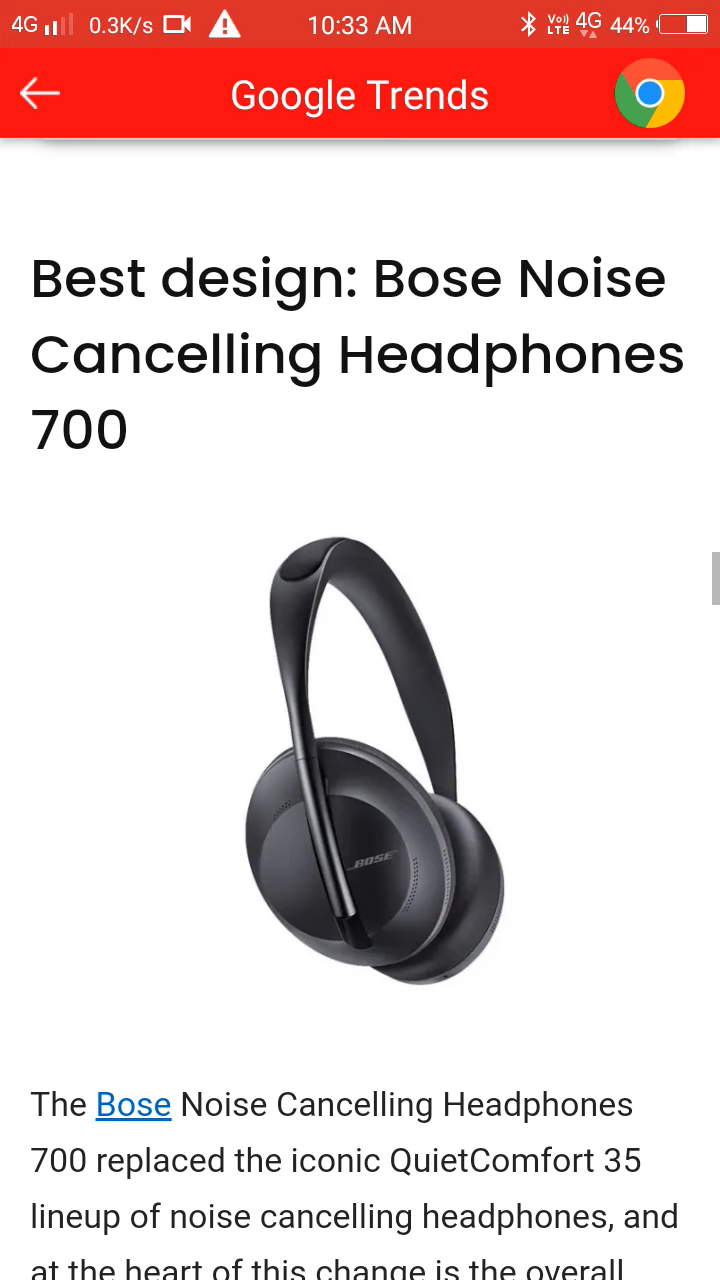 4G 0.3K/s 10:33 AM VoLTE 4G 44%
Google Trends
Best design: Bose Noise
Cancelling Headphones
700
BOSE
The Bose Noise Cancelling Headphones
700 replaced the iconic QuietComfort 35
lineup of noise cancelling headphones, and
at the heart of this change is the overall